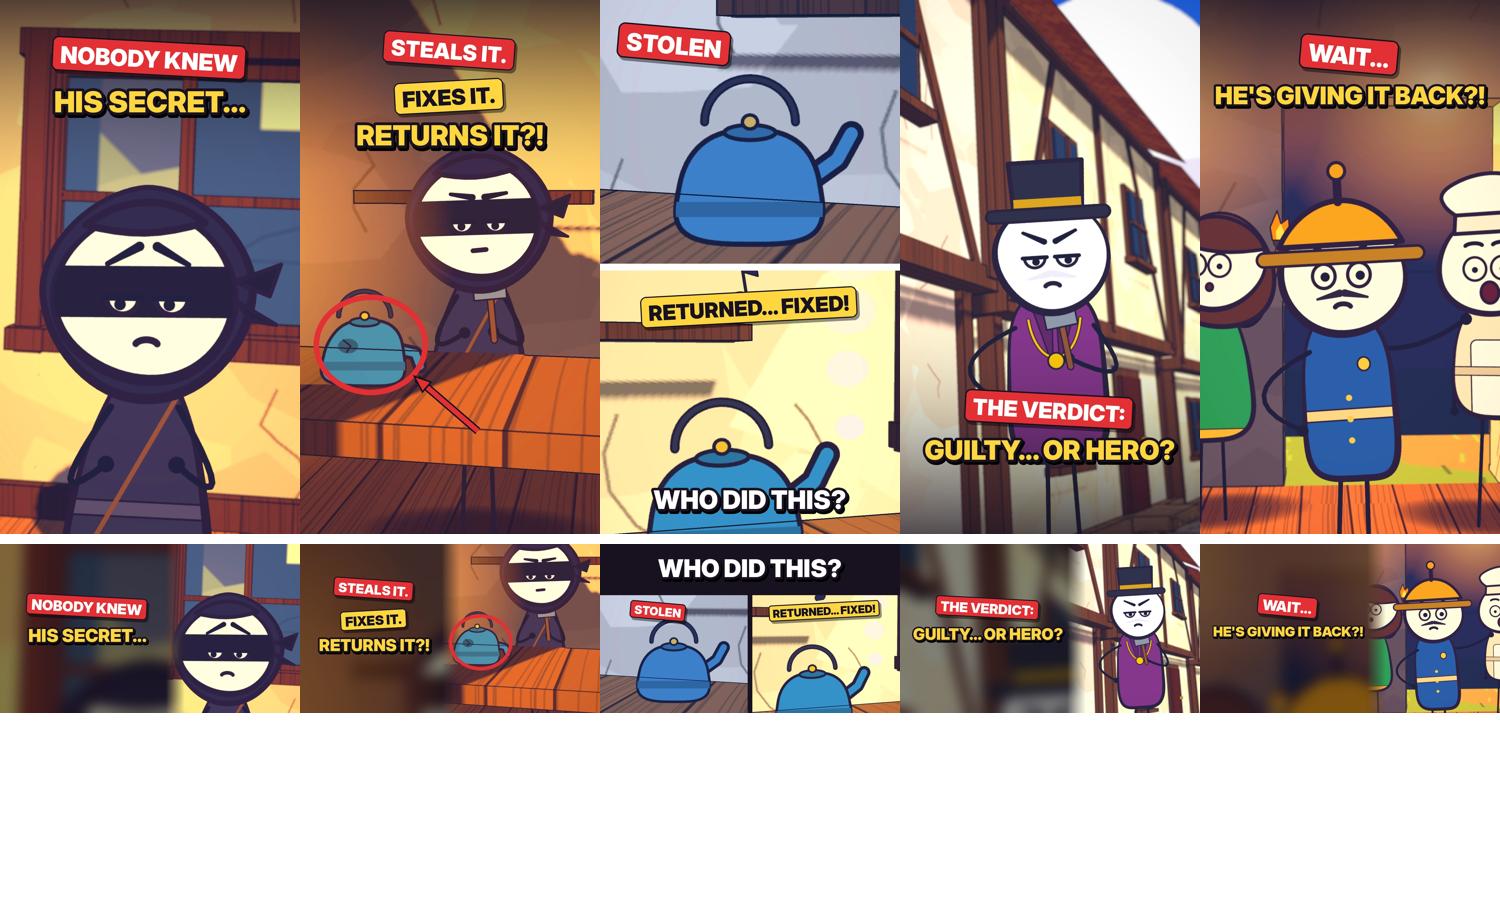 NOBODY KNEW
HIS SECRET...
STEALS IT.
FIXES IT.
RETURNS IT?!
STOLEN
RETURNED... FIXED!
WHO DID THIS?
THE VERDICT:
GUILTY... OR HERO?
WAIT...
HE'S GIVING IT BACK?!
NOBODY KNEW
HIS SECRET...
STEALS IT.
FIXES IT.
RETURNS IT?!
WHO DID THIS?
STOLEN
RETURNED... FIXED!
THE VERDICT:
GUILTY... OR HERO?
WAIT...
HE'S GIVING IT BACK?!